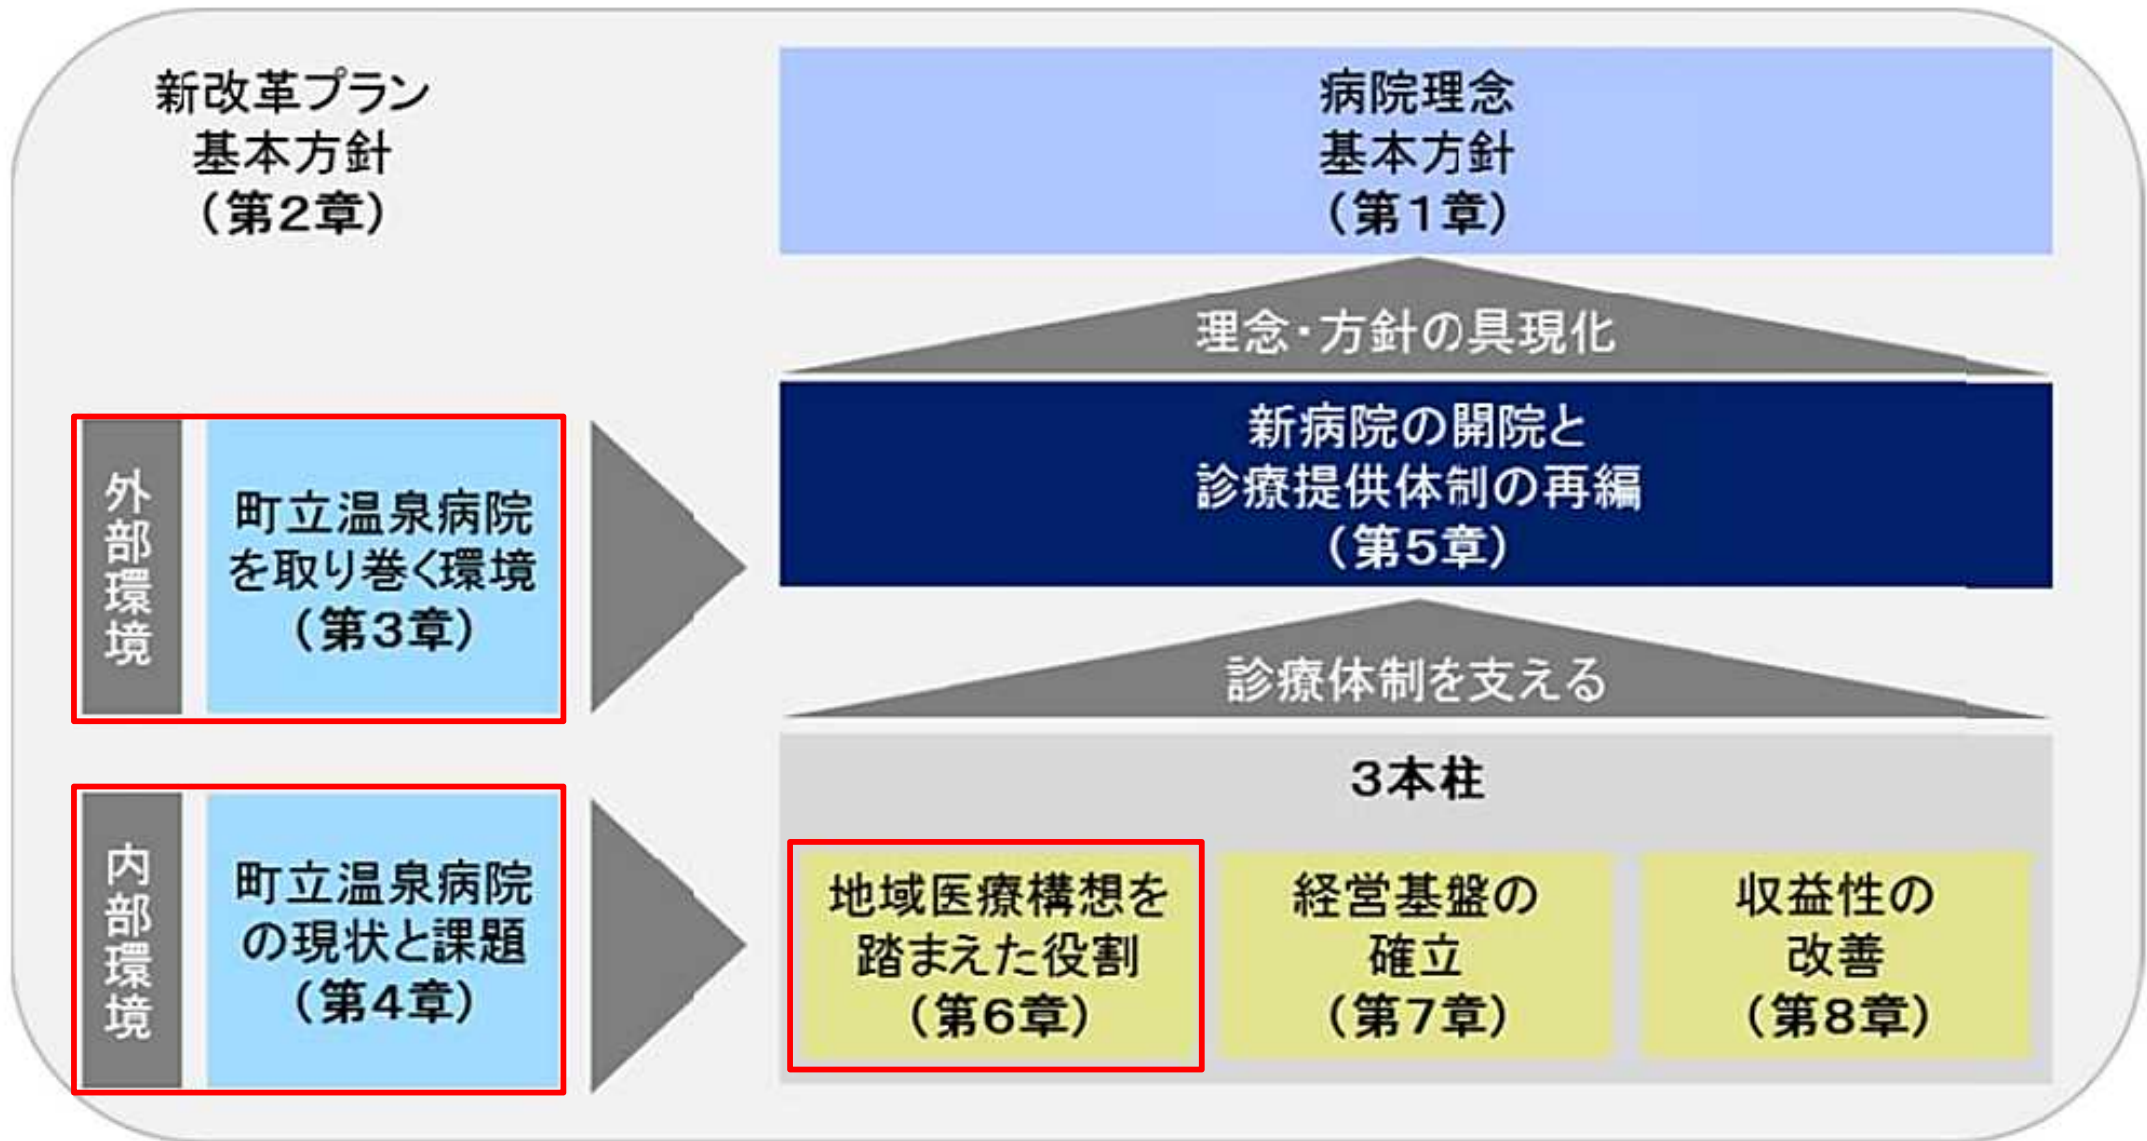 新改革プラン
基本方針
(第2章)
病院理念
基本方針
(第1章)
理念・方針の具現化
外部環境
町立温泉病院
を取り巻く環境
(第3章)
新病院の開院と
診療提供体制の再編
(第5章)
診療体制を支える
内部環境
町立温泉病院
の現状と課題
(第4章)
3本柱
地域医療構想を
踏まえた役割
(第6章)
経営基盤の
確立
(第7章)
収益性の
改善
(第8章)